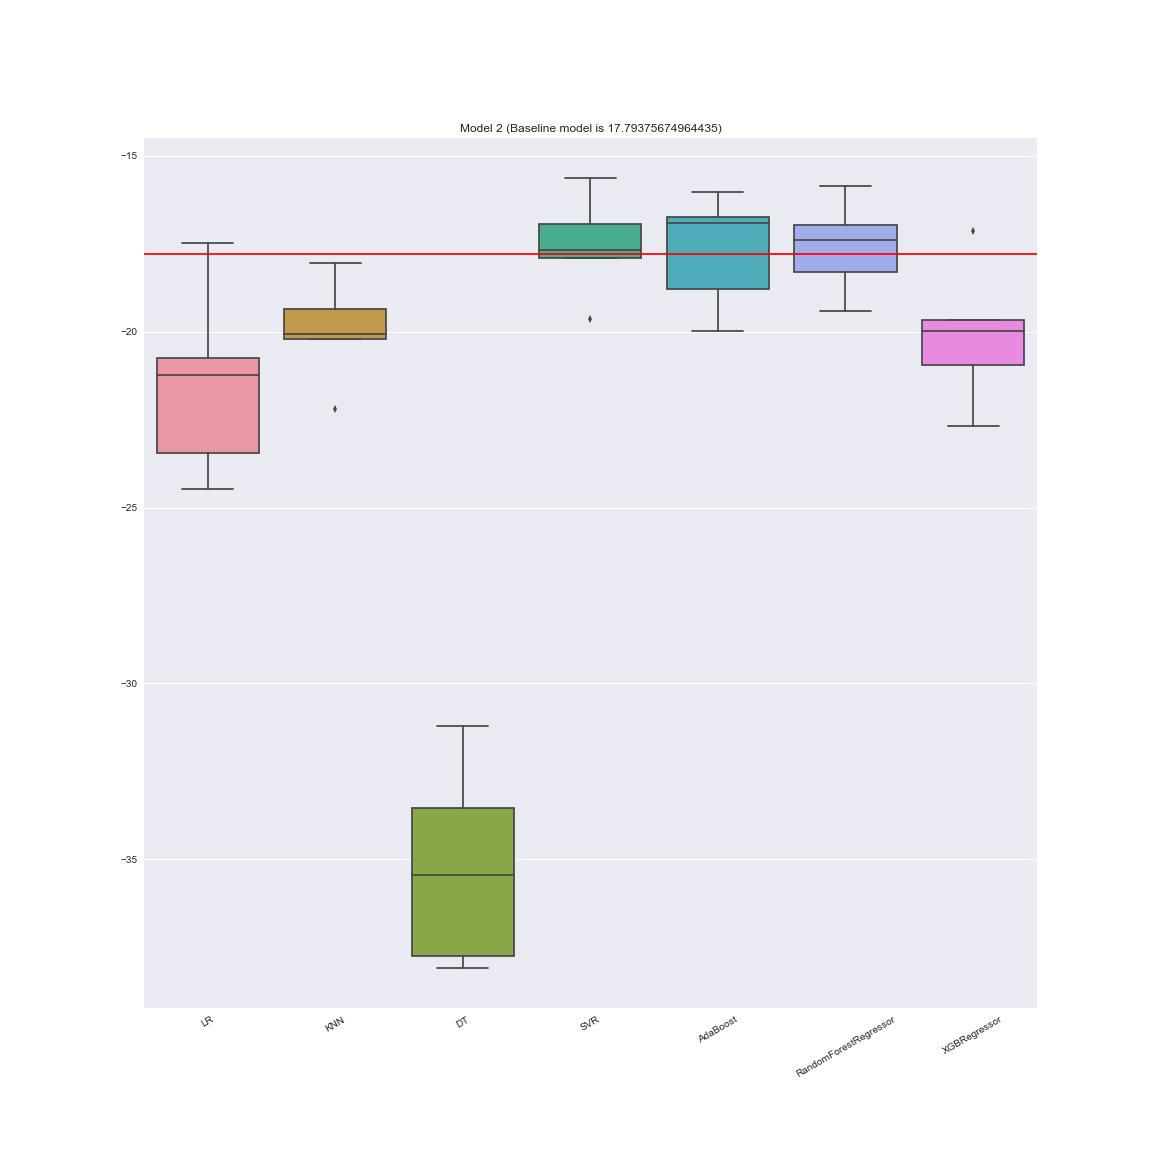 Model 2 (Baseline model is 17.79375674964435)
−15
−20
−25
−30
−35
LR
KNN
DT
SVR
AdaBoost
RandomForestRegressor
XGBRegressor